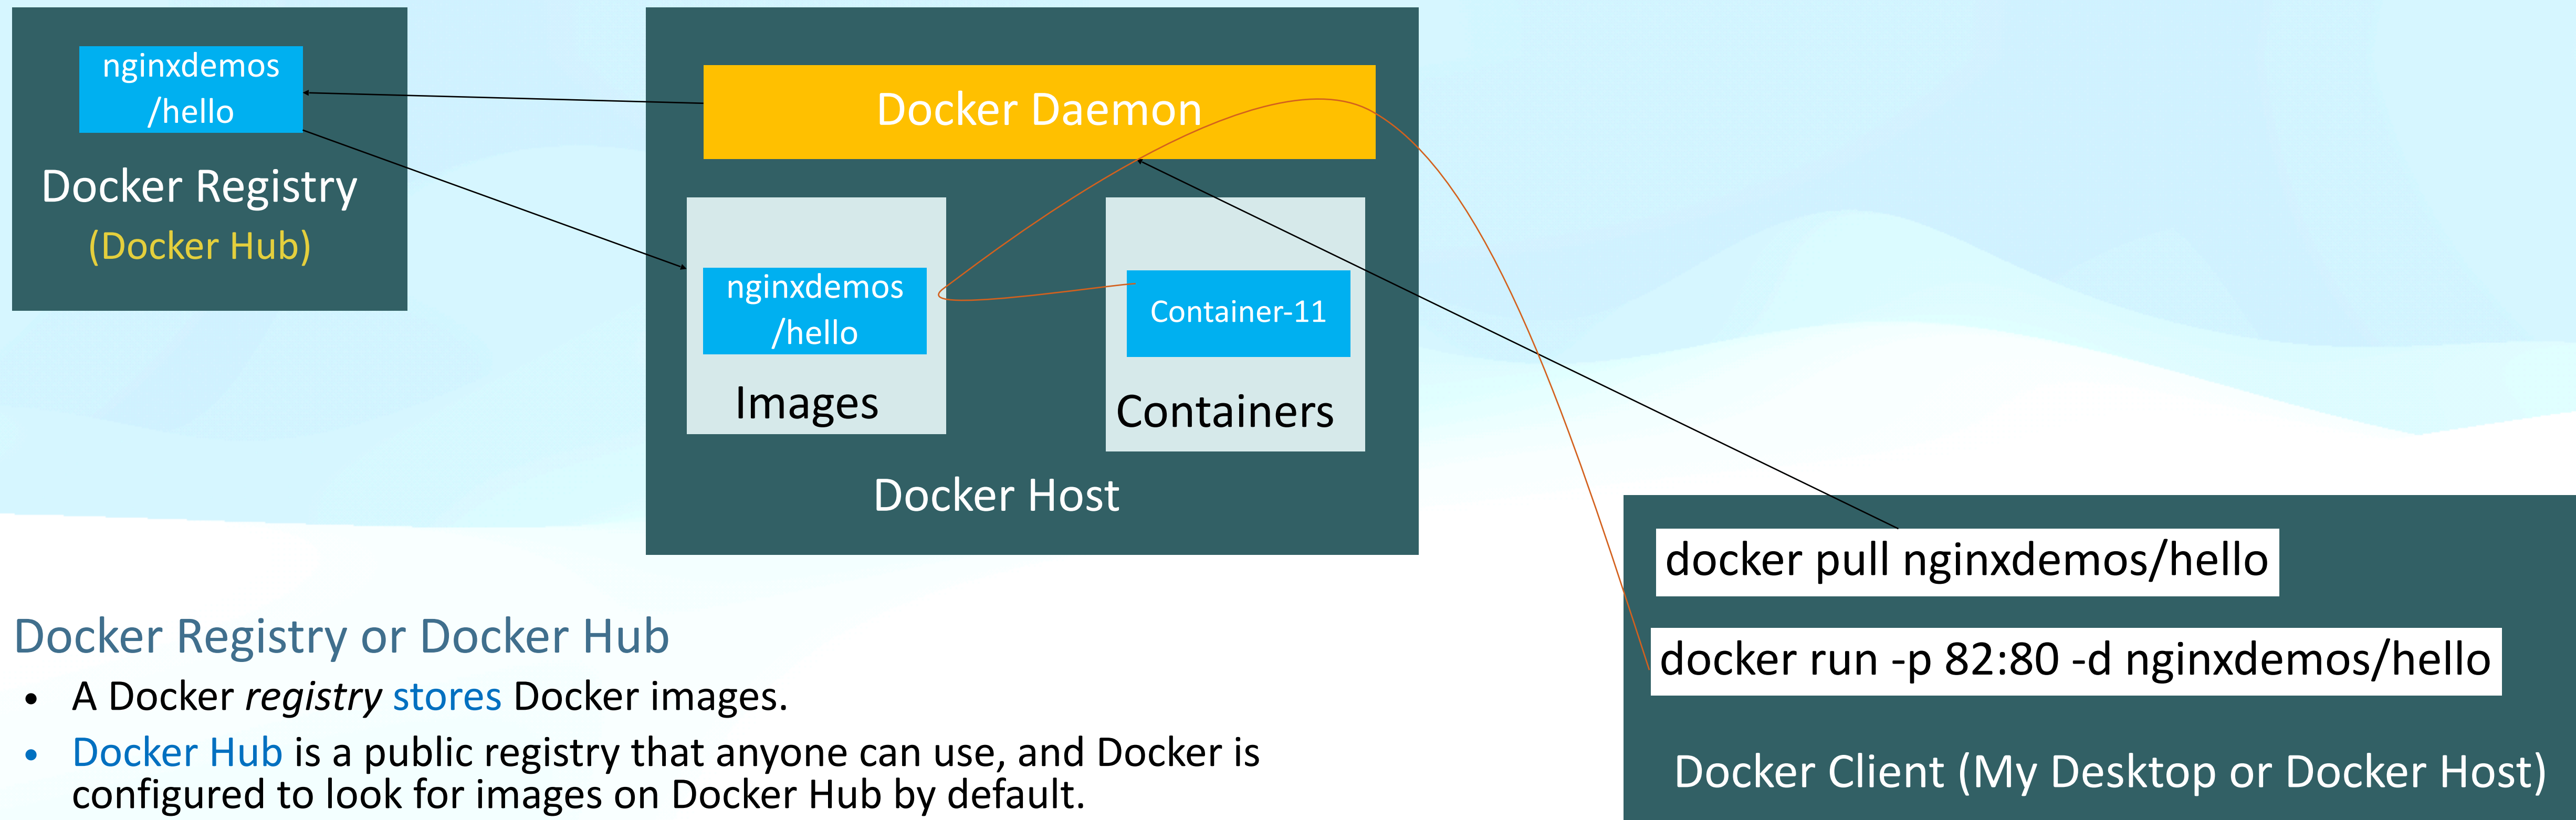 nginxdemos
/hello
Docker Registry
(Docker Hub)
Docker Daemon
nginxdemos
/hello
Images
Container-11
Containers
Docker Host
docker pull nginxdemos/hello
docker run -p 82:80 -d nginxdemos/hello
Docker Client (My Desktop or Docker Host)
Docker Registry or Docker Hub
• A Docker registry stores Docker images.
• Docker Hub is a public registry that anyone can use, and Docker is
configured to look for images on Docker Hub by default.